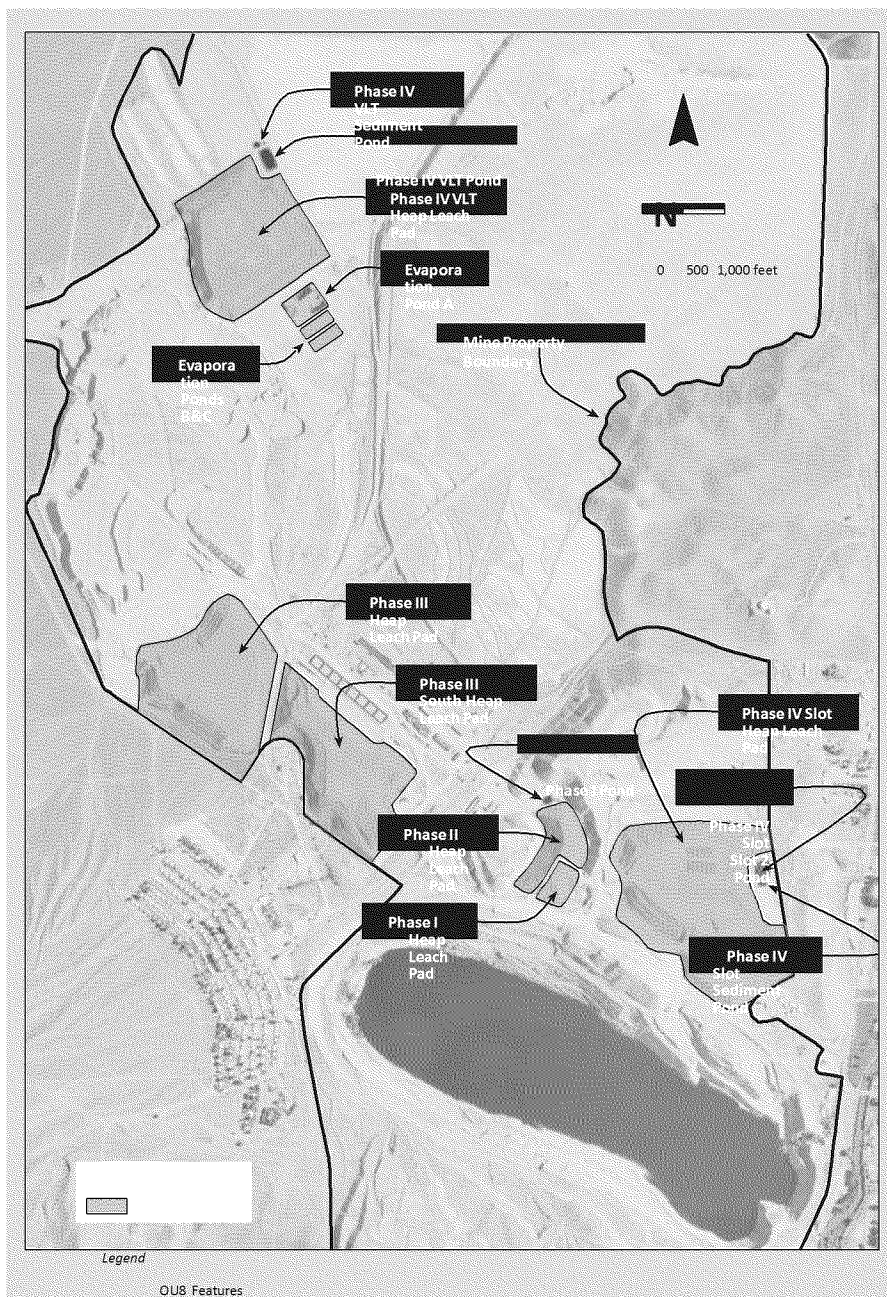 Phase IV
VLT
Sediment
Pond
Phase IV VLT Pond
Phase IV VLT
Heap Leach
Pad
N
0 500 1,000 feet
Evapora
tion
Pond A
Mine Property
Boundary
Evapora
tion
Ponds
B&C
Phase III
Heap
Leach Pad
Phase III
South Heap
Leach Pad
Phase IV Slot
Heap Leach
Pad
Phase I Pond
Phase II
Heap
Leach
Pad
Phase IV
Slot
Slot 2
Pond
Phase I
Heap
Leach
Pad
Phase IV
Slot
Sediment
Pond
Legend
OU8 Features